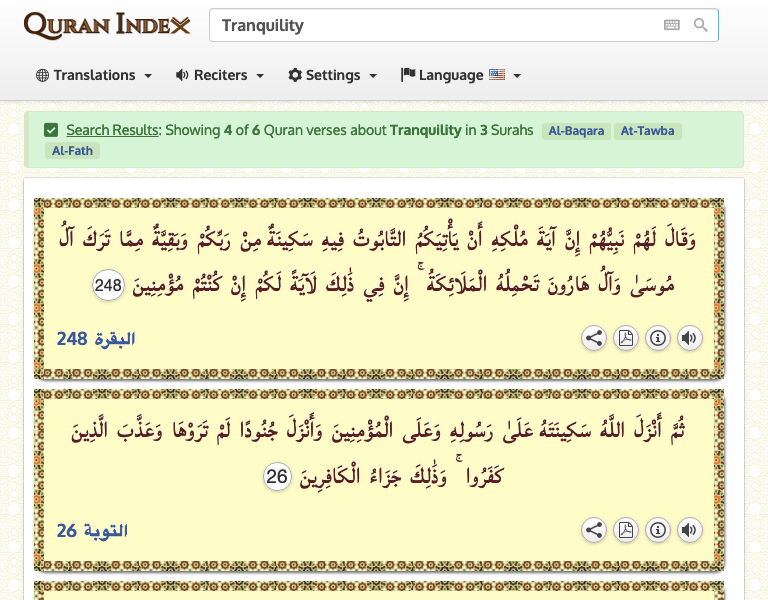 QURAN INDEX
Tranquility
Translations
Reciters
Settings
Language
Search Results: Showing 4 of 6 Quran verses about Tranquility in 3 Surahs Al-Baqara At-Tawba
Al-Fath
وَقَالَ لَهُمْ نَبِيُّهُمْ إِنَّ آيَةَ مُلْكِهِ أَنْ يَأْتِيَكُمُ التَّابُوتُ فِيهِ سَكِينَةٌ مِنْ رَبِّكُمْ وَبَقِيَّةٌ مِمَّا تَرَكَ آلُ
مُوسَىٰ وَآلُ هَارُونَ تَحْمِلُهُ الْمَلَائِكَةُ ۚ إِنَّ فِي ذَٰلِكَ لَآيَةً لَكُمْ إِنْ كُنْتُمْ مُؤْمِنِينَ 248
البقرة 248
ثُمَّ أَنْزَلَ اللَّهُ سَكِينَتَهُ عَلَىٰ رَسُولِهِ وَعَلَى الْمُؤْمِنِينَ وَأَنْزَلَ جُنُودًا لَمْ تَرَوْهَا وَعَذَّبَ الَّذِينَ
كَفَرُوا ۚ وَذَٰلِكَ جَزَاءُ الْكَافِرِينَ 26
التوبة 26